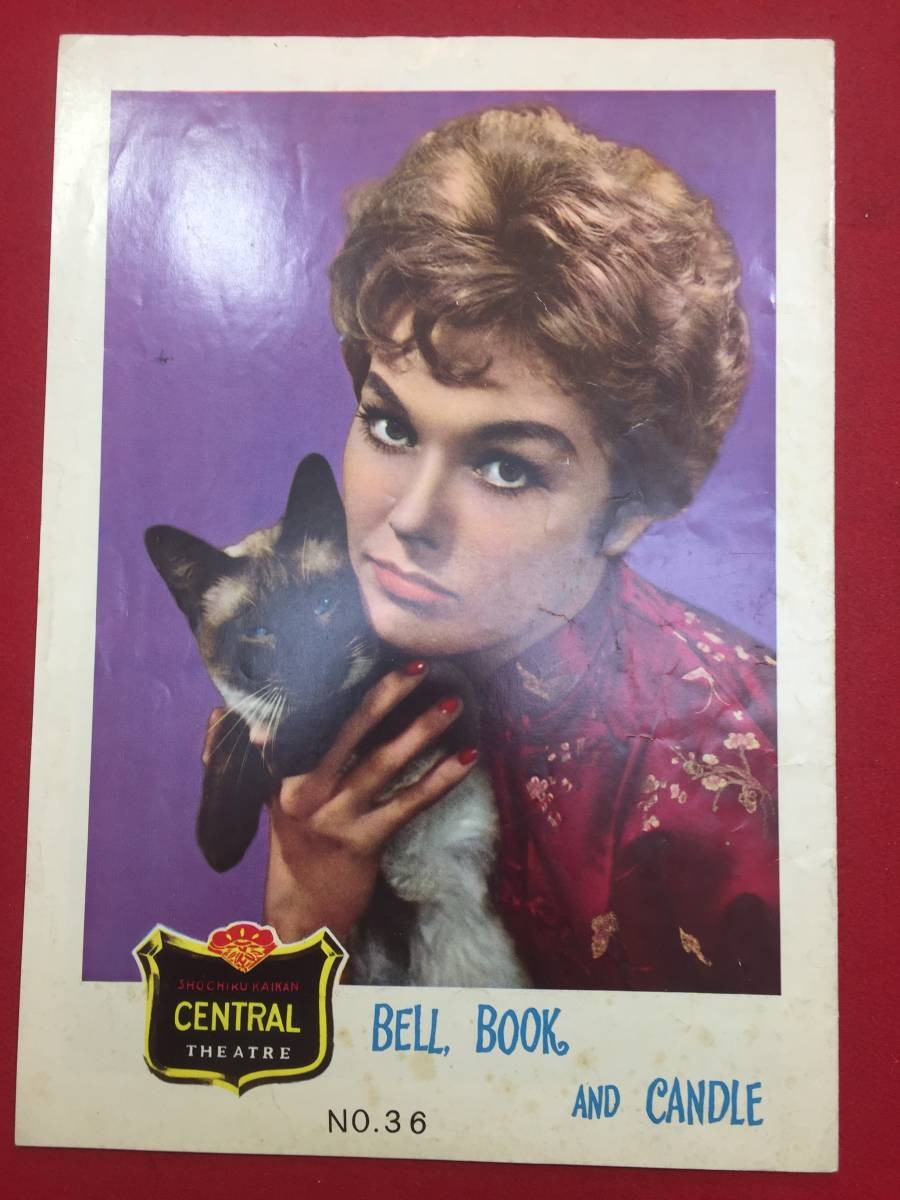 SHOCHIKU KAIKAN
CENTRAL
THEATRE
BELL, BOOK
AND CANDLE
NO.36